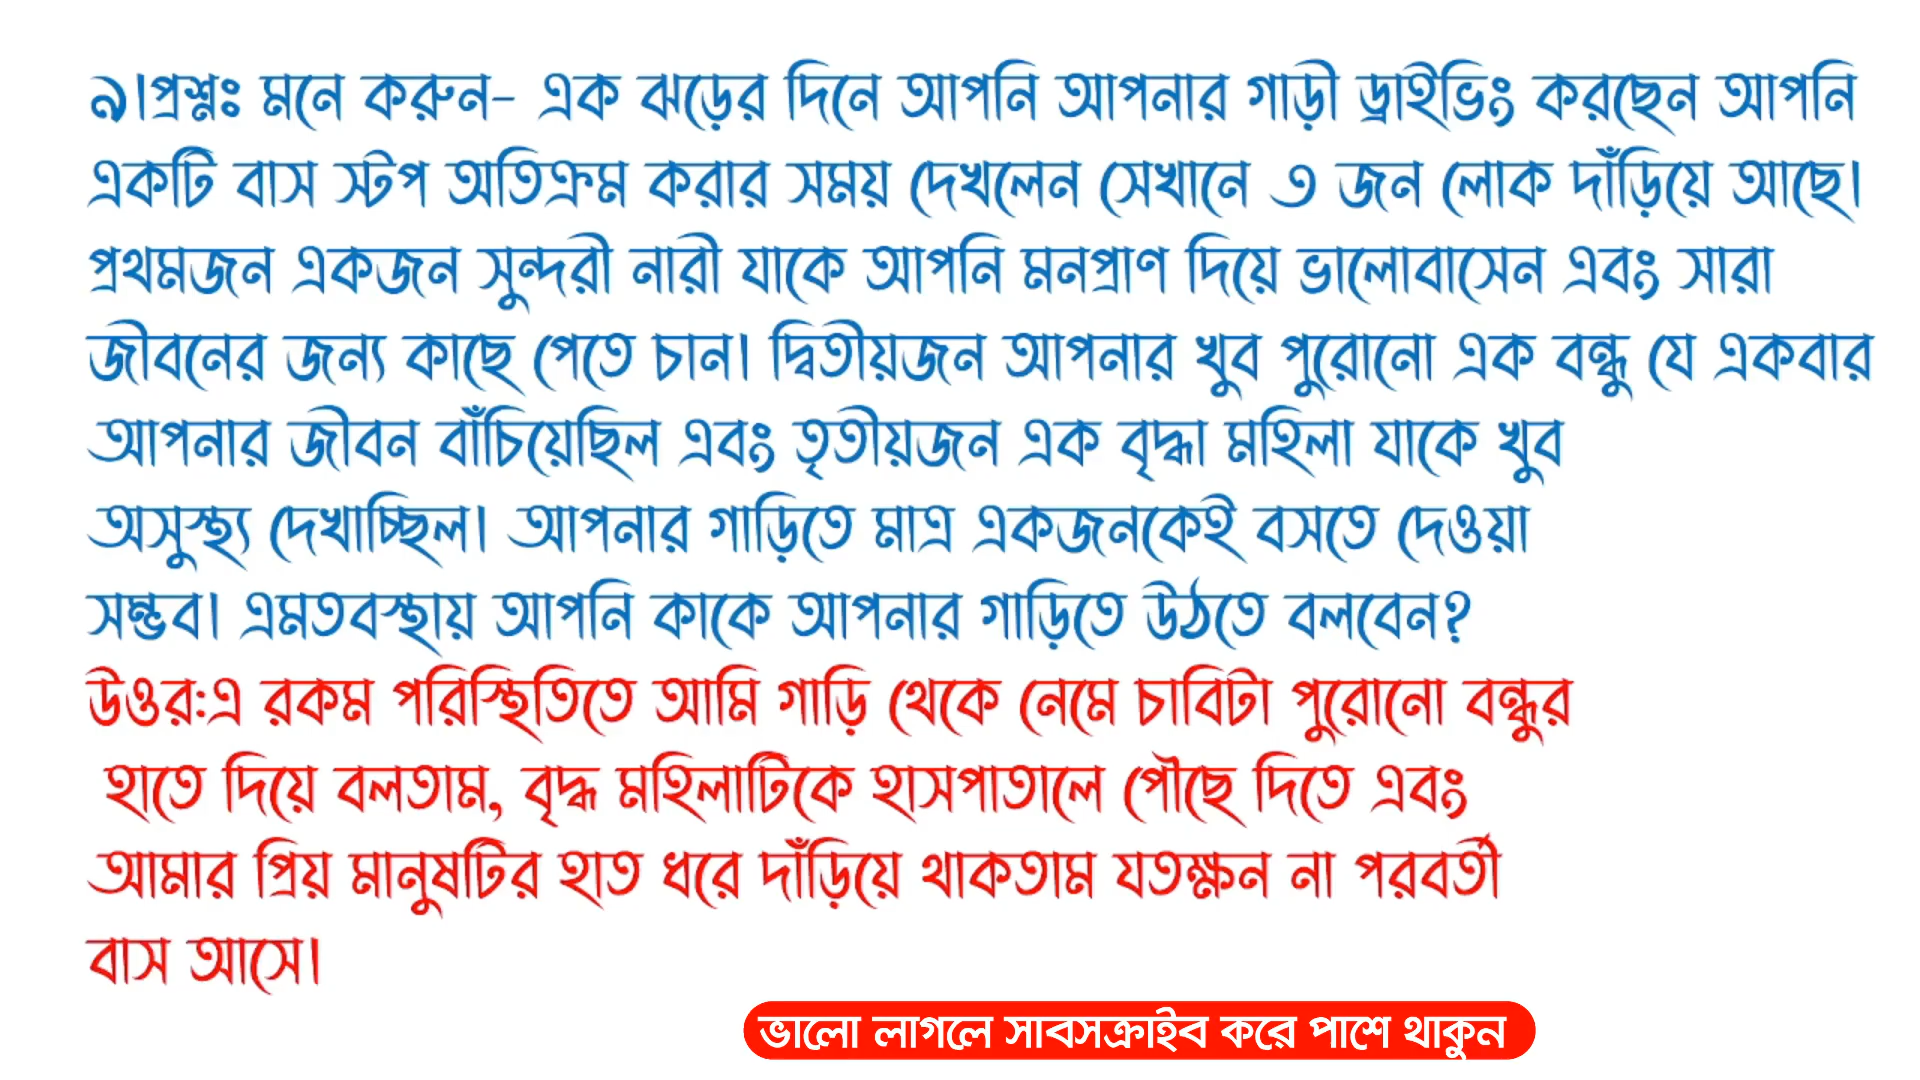 ৯।প্রশ্নঃ মনে করুন- এক ঝড়ের দিনে আপনি আপনার গাড়ী ড্রাইভিং করছেন আপনি
একটি বাস স্টপ অতিক্রম করার সময় দেখলেন সেখানে ৩ জন লোক দাঁড়িয়ে আছে।
প্রথমজন একজন সুন্দরী নারী যাকে আপনি মনপ্রাণ দিয়ে ভালোবাসেন এবং সারা
জীবনের জন্য কাছে পেতে চান। দ্বিতীয়জন আপনার খুব পুরোনো এক বন্ধু যে একবার
আপনার জীবন বাঁচিয়েছিল এবং তৃতীয়জন এক বৃদ্ধা মহিলা যাকে খুব
অসুস্থ্য দেখাচ্ছিল। আপনার গাড়িতে মাত্র একজনকেই বসতে দেওয়া
সম্ভব। এমতবস্থায় আপনি কাকে আপনার গাড়িতে উঠতে বলবেন?
উওর:এ রকম পরিস্থিতিতে আমি গাড়ি থেকে নেমে চাবিটা পুরোনো বন্ধুর
হাতে দিয়ে বলতাম, বৃদ্ধ মহিলাটিকে হাসপাতালে পৌছে দিতে এবং
আমার প্রিয় মানুষটির হাত ধরে দাঁড়িয়ে থাকতাম যতক্ষন না পরবর্তী
বাস আসে।
ভালো লাগলে সাবসক্রাইব করে পাশে থাকুন